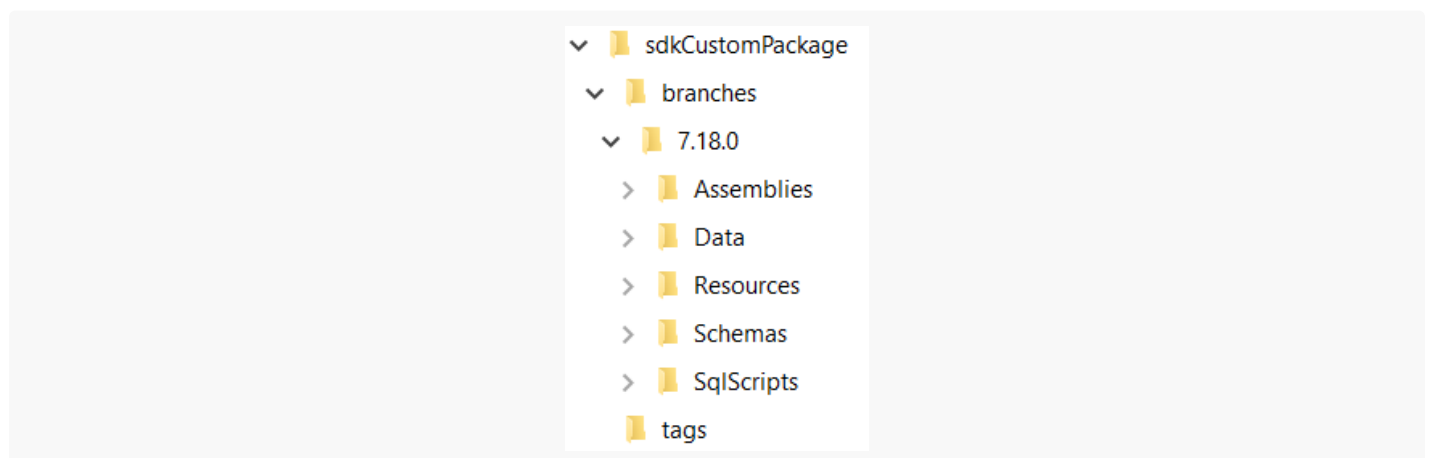 sdkCustomPackage
branches
7.18.0
Assemblies
Data
Resources
Schemas
SqlScripts
tags